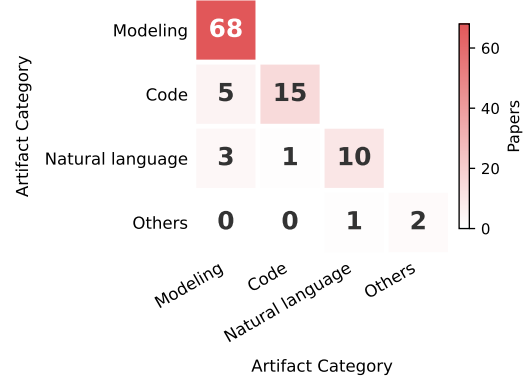 Modeling 68
Code 5 15
Natural language 3 1 10
Others 0 0 1 2
Modeling Code Natural language Others
Artifact Category
Artifact Category
60
40
20
0
Papers